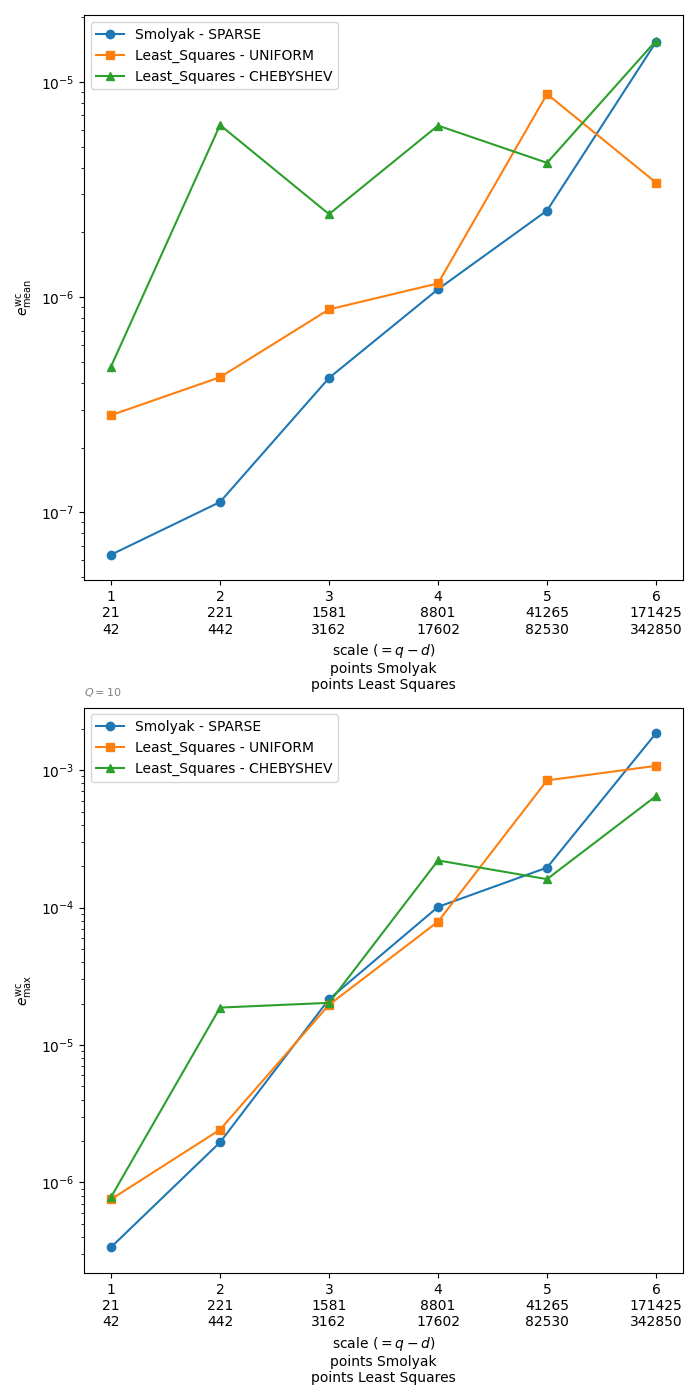 Smolyak - SPARSE
Least_Squares - UNIFORM
Least_Squares - CHEBYSHEV
10⁻⁵
10⁻⁶
10⁻⁷
e^wc_mean
1 2 3 4 5 6
21 221 1581 8801 41265 171425
42 442 3162 17602 82530 342850
scale (= q − d)
points Smolyak
points Least Squares
Q = 10
Smolyak - SPARSE
Least_Squares - UNIFORM
Least_Squares - CHEBYSHEV
10⁻³
10⁻⁴
10⁻⁵
10⁻⁶
e^wc_max
1 2 3 4 5 6
21 221 1581 8801 41265 171425
42 442 3162 17602 82530 342850
scale (= q − d)
points Smolyak
points Least Squares